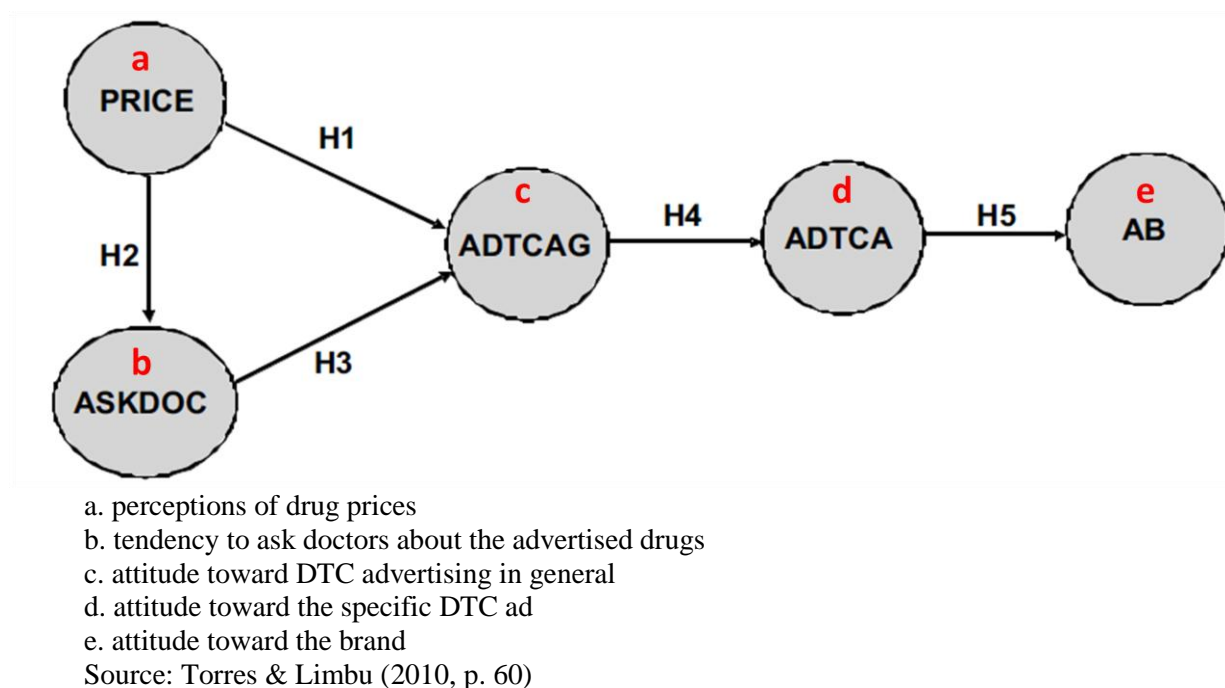 a
PRICE
H1
c
ADTCAG
H4
d
ADTCA
H5
e
AB
H2
b
ASKDOC
H3
a. perceptions of drug prices
b. tendency to ask doctors about the advertised drugs
c. attitude toward DTC advertising in general
d. attitude toward the specific DTC ad
e. attitude toward the brand
Source: Torres & Limbu (2010, p. 60)